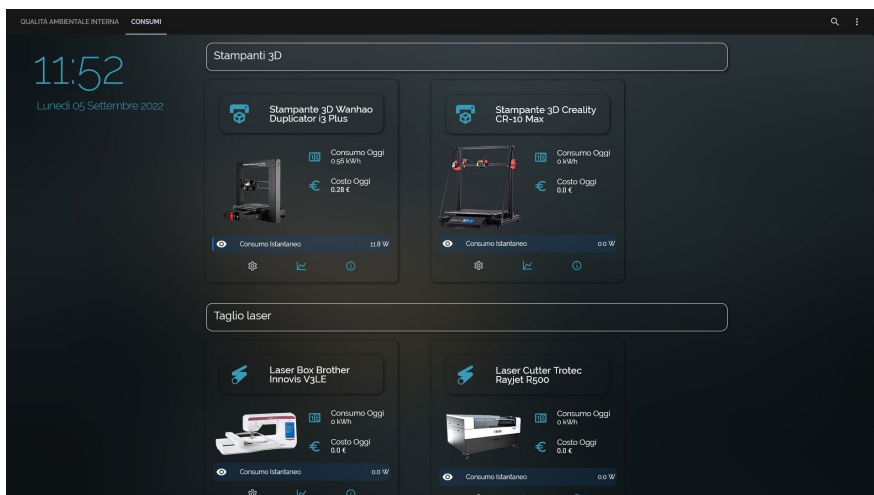 QUALITÀ AMBIENTALE INTERNA CONSUMI
11:52
Lunedì 05 Settembre 2022
Stampanti 3D
Stampante 3D Wanhao
Duplicator i3 Plus
Consumo Oggi
0.56 kWh
Costo Oggi
0.28 €
Consumo Istantaneo 11.8 W
Stampante 3D Creality
CR-10 Max
Consumo Oggi
0 kWh
Costo Oggi
0.0 €
Consumo Istantaneo 0.0 W
Taglio laser
Laser Box Brother
Innovis V3LE
Consumo Oggi
0 kWh
Costo Oggi
0.0 €
Consumo Istantaneo 0.0 W
Laser Cutter Trotec
Rayjet R500
Consumo Oggi
0 kWh
Costo Oggi
0.0 €
Consumo Istantaneo 0.0 W